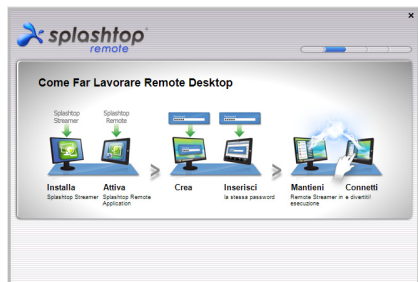 splashtop
remote
Come Far Lavorare Remote Desktop
Splashtop Streamer
Splashtop Remote
Installa Attiva Crea Inserisci Mantieni Connetti
Splashtop Streamer Splashtop Remote Application la stessa password Remote Streamer in esecuzione e divertiti!